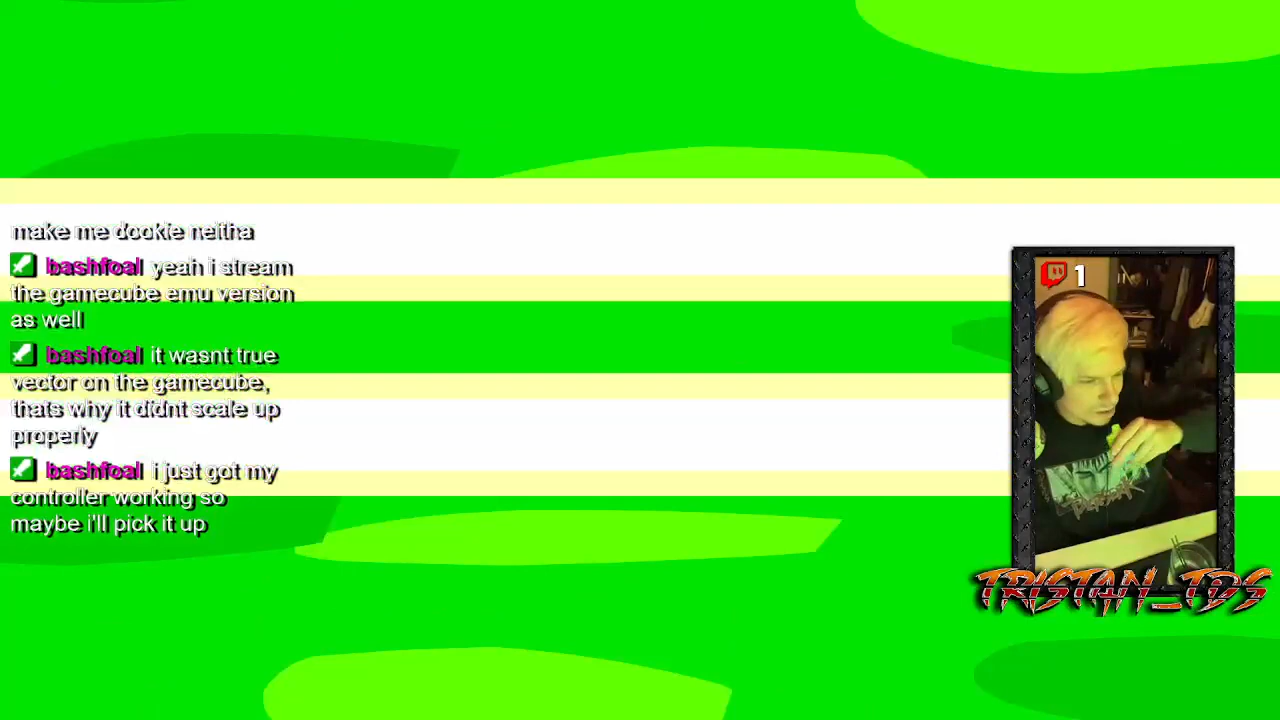 make me dookie neitha
bashfoal yeah i stream
the gamecube emu version
as well
bashfoal it wasnt true
vector on the gamecube,
thats why it didnt scale up
properly
bashfoal i just got my
controller working so
maybe i'll pick it up
1
TRISTAN_TDS